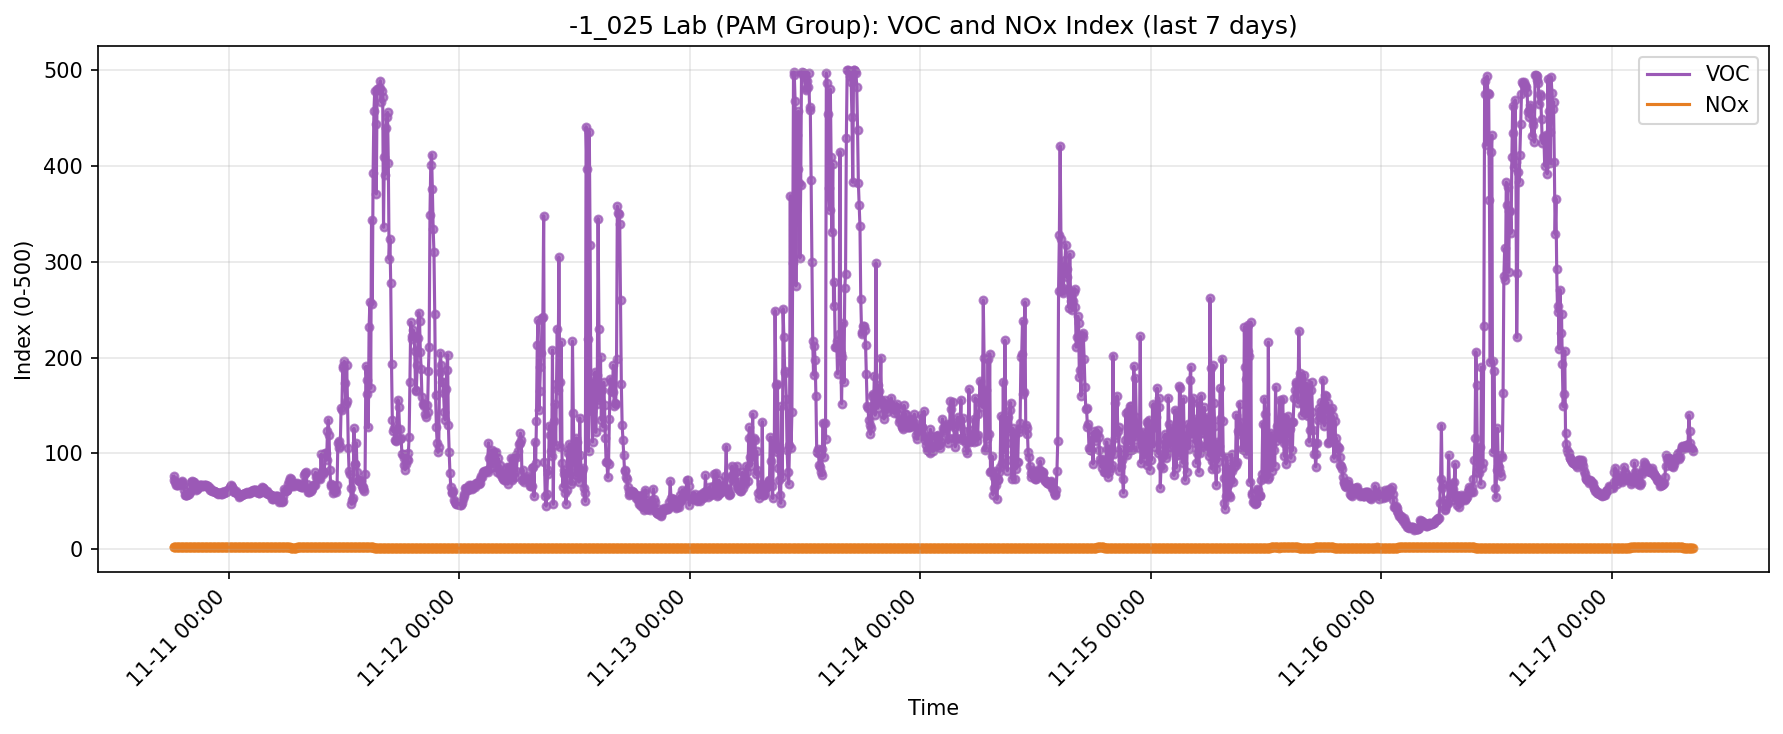 -1_025 Lab (PAM Group): VOC and NOx Index (last 7 days)
VOC
NOx
Index (0-500)
500
400
300
200
100
0
11-11 00:00
11-12 00:00
11-13 00:00
11-14 00:00
11-15 00:00
11-16 00:00
11-17 00:00
Time